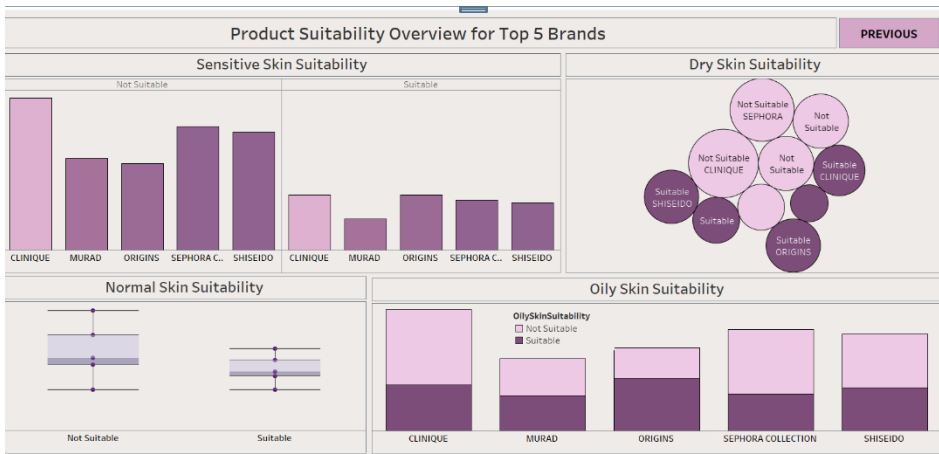 Product Suitability Overview for Top 5 Brands
PREVIOUS
Sensitive Skin Suitability
Not Suitable
Suitable
CLINIQUE
MURAD
ORIGINS
SEPHORA C..
SHISEIDO
CLINIQUE
MURAD
ORIGINS
SEPHORA C..
SHISEIDO
Dry Skin Suitability
Not Suitable
SEPHORA
Not
Suitable
Not Suitable
CLINIQUE
Not
Suitable
Suitable
CLINIQUE
Suitable
SHISEIDO
Suitable
Suitable
ORIGINS
Normal Skin Suitability
Not Suitable
Suitable
Oily Skin Suitability
OilySkinSuitability
Not Suitable
Suitable
CLINIQUE
MURAD
ORIGINS
SEPHORA COLLECTION
SHISEIDO